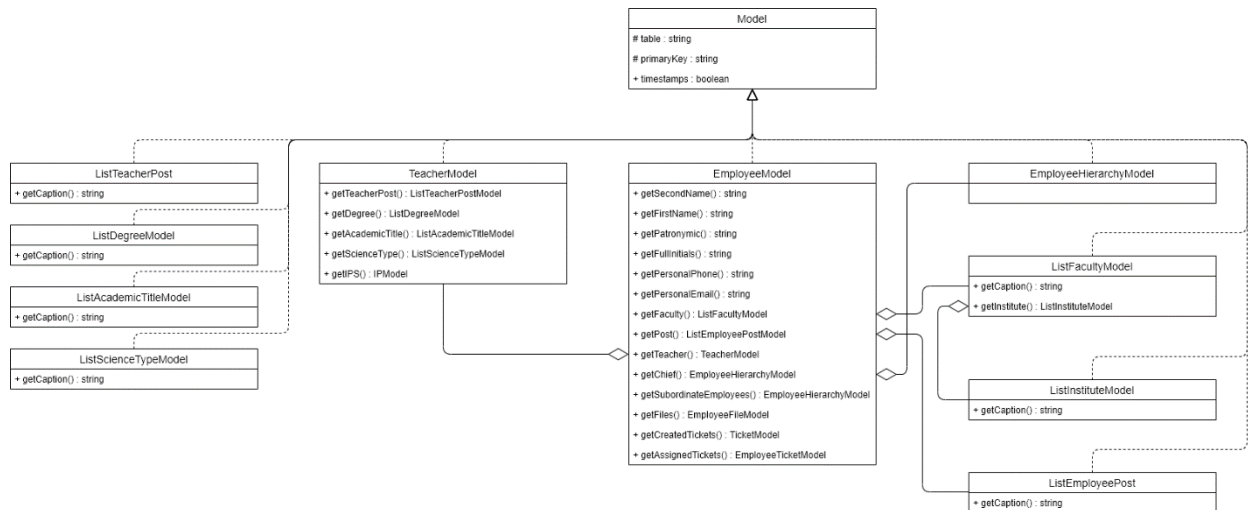 Model
# table : string
# primaryKey : string
+ timestamps : boolean
ListTeacherPost
+ getCaption() : string
ListDegreeModel
+ getCaption() : string
ListAcademicTitleModel
+ getCaption() : string
ListScienceTypeModel
+ getCaption() : string
TeacherModel
+ getTeacherPost() : ListTeacherPostModel
+ getDegree() : ListDegreeModel
+ getAcademicTitle() : ListAcademicTitleModel
+ getScienceType() : ListScienceTypeModel
+ getIPS() : IPModel
EmployeeModel
+ getSecondName() : string
+ getFirstName() : string
+ getPatronymic() : string
+ getFullInitials() : string
+ getPersonalPhone() : string
+ getPersonalEmail() : string
+ getFaculty() : ListFacultyModel
+ getPost() : ListEmployeePostModel
+ getTeacher() : TeacherModel
+ getChief() : EmployeeHierarchyModel
+ getSubordinateEmployees() : EmployeeHierarchyModel
+ getFiles() : EmployeeFileModel
+ getCreatedTickets() : TicketModel
+ getAssignedTickets() : EmployeeTicketModel
EmployeeHierarchyModel
ListFacultyModel
+ getCaption() : string
+ getInstitute() : ListInstituteModel
ListInstituteModel
+ getCaption() : string
ListEmployeePost
+ getCaption() : string